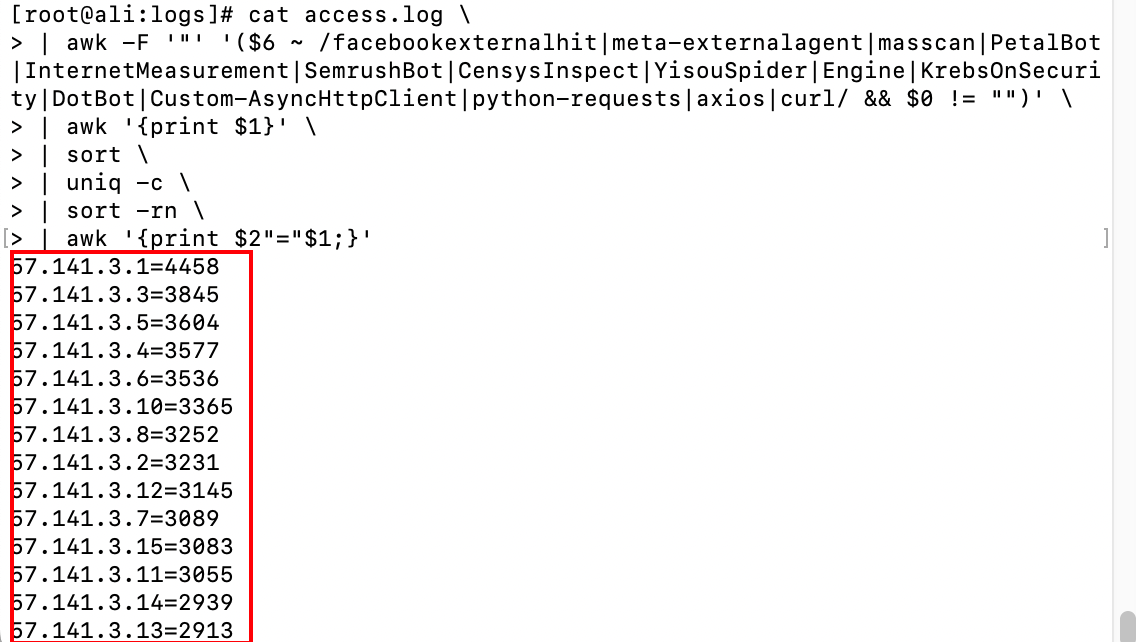 [root@ali:logs]# cat access.log \
> | awk -F '"' '($6 ~ /facebookexternalhit|meta-externalagent|masscan|PetalBot
|InternetMeasurement|SemrushBot|CensysInspect|YisouSpider|Engine|KrebsOnSecuri
ty|DotBot|Custom-AsyncHttpClient|python-requests|axios|curl/ && $0 != "")' \
> | awk '{print $1}' \
> | sort \
> | uniq -c \
> | sort -rn \
[> | awk '{print $2"="$1;}' ]
57.141.3.1=4458
57.141.3.3=3845
57.141.3.5=3604
57.141.3.4=3577
57.141.3.6=3536
57.141.3.10=3365
57.141.3.8=3252
57.141.3.2=3231
57.141.3.12=3145
57.141.3.7=3089
57.141.3.15=3083
57.141.3.11=3055
57.141.3.14=2939
57.141.3.13=2913